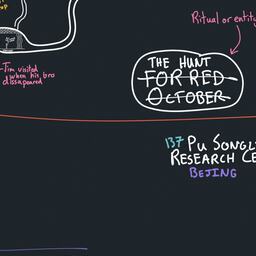 Ritual or entity
- Tim visited
when his bro
dissapeared
THE HUNT
FOR RED
OCTOBER
137 PU SONGL
RESEARCH CE
BEJING